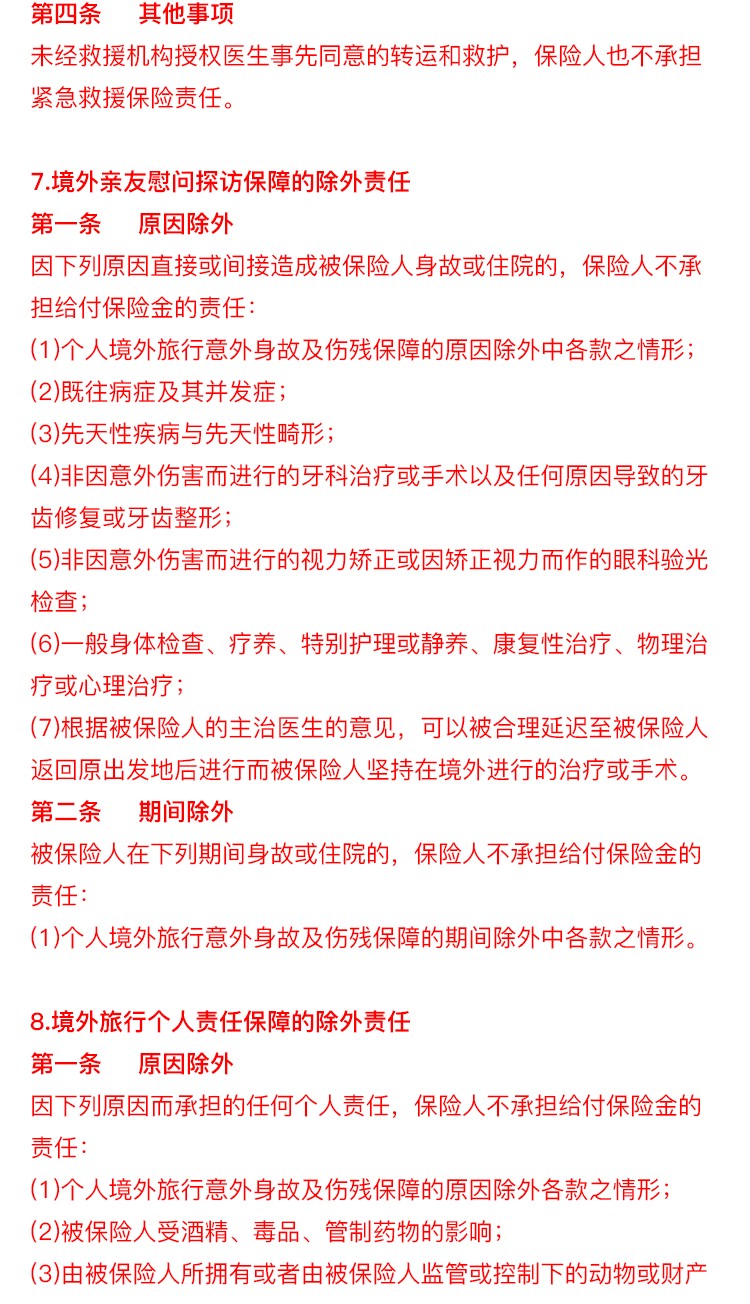 第四条 其他事项
未经救援机构授权医生事先同意的转运和救护，保险人也不承担
紧急救援保险责任。
7.境外亲友慰问探访保障的除外责任
第一条 原因除外
因下列原因直接或间接造成被保险人身故或住院的，保险人不承
担给付保险金的责任：
(1)个人境外旅行意外身故及伤残保障的原因除外中各款之情形；
(2)既往病症及其并发症；
(3)先天性疾病与先天性畸形；
(4)非因意外伤害而进行的牙科治疗或手术以及任何原因导致的牙
齿修复或牙齿整形；
(5)非因意外伤害而进行的视力矫正或因矫正视力而作的眼科验光
检查；
(6)一般身体检查、疗养、特别护理或静养、康复性治疗、物理治
疗或心理治疗；
(7)根据被保险人的主治医生的意见，可以被合理延迟至被保险人
返回原出发地后进行而被保险人坚持在境外进行的治疗或手术。
第二条 期间除外
被保险人在下列期间身故或住院的，保险人不承担给付保险金的
责任：
(1)个人境外旅行意外身故及伤残保障的期间除外中各款之情形。
8.境外旅行个人责任保障的除外责任
第一条 原因除外
因下列原因而承担的任何个人责任，保险人不承担给付保险金的
责任：
(1)个人境外旅行意外身故及伤残保障的原因除外各款之情形；
(2)被保险人受酒精、毒品、管制药物的影响；
(3)由被保险人所拥有或者由被保险人监管或控制下的动物或财产